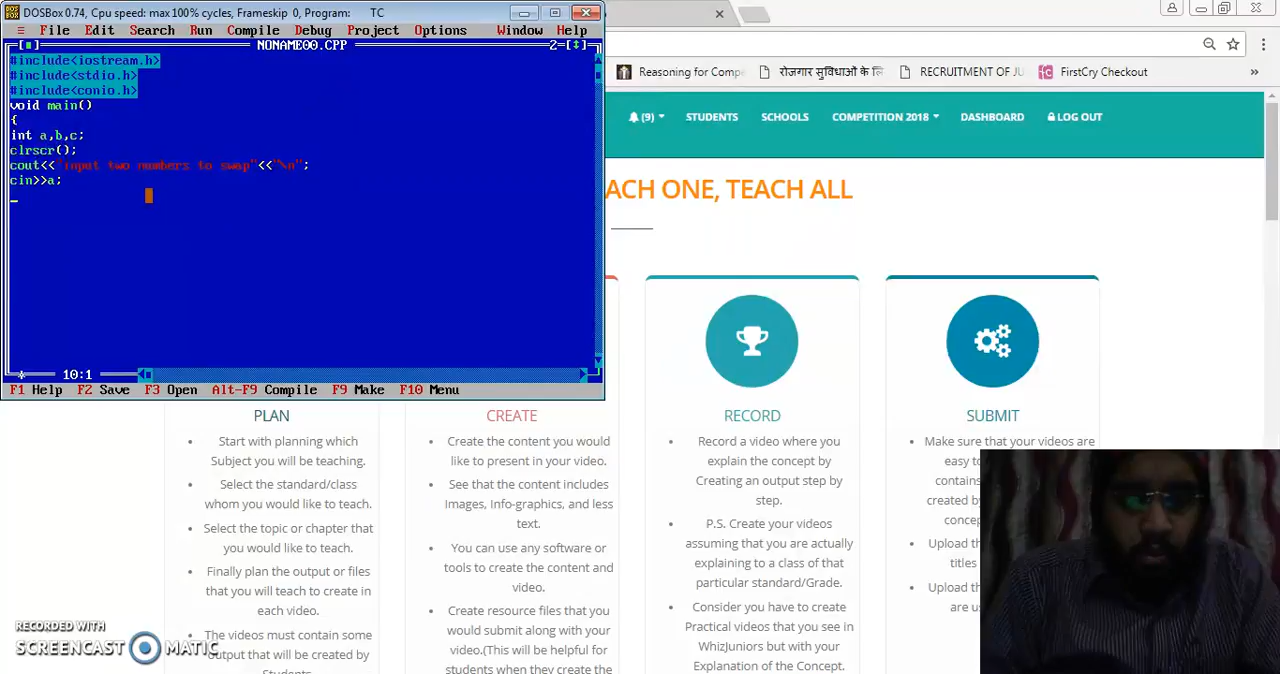 DOSBox 0.74, Cpu speed: max 100% cycles, Frameskip 0, Program: TC
≡ File Edit Search Run Compile Debug Project Options Window Help
NONAME00.CPP 2=[↕]
#include<iostream.h>
#include<stdio.h>
#include<conio.h>
void main()
{
int a,b,c;
clrscr();
cout<<"input two numbers to swap"<<"\n";
cin>>a;
10:1
F1 Help F2 Save F3 Open Alt-F9 Compile F9 Make F10 Menu
Reasoning for Compe
रोजगार सुविधाओं के लि
RECRUITMENT OF JU
FirstCry Checkout
»
(9)
STUDENTS
SCHOOLS
COMPETITION 2018
DASHBOARD
LOG OUT
ACH ONE, TEACH ALL
PLAN
Start with planning which
Subject you will be teaching.
Select the standard/class
whom you would like to teach.
Select the topic or chapter that
you would like to teach.
Finally plan the output or files
that you will teach to create in
each video.
The videos must contain some
output that will be created by
Students.
CREATE
Create the content you would
like to present in your video.
See that the content includes
Images, Info-graphics, and less
text.
You can use any software or
tools to create the content and
video.
Create resource files that you
would submit along with your
video.(This will be helpful for
students when they create the
RECORD
Record a video where you
explain the concept by
Creating an output step by
step.
P.S. Create your videos
assuming that you are actually
explaining to a class of that
particular standard/Grade.
Consider you have to create
Practical videos that you see in
WhizJuniors but with your
Explanation of the Concept.
SUBMIT
Make sure that your videos are
easy t
contains
created by
concep
Upload th
titles
Upload th
are u
RECORDED WITH
SCREENCAST MATIC